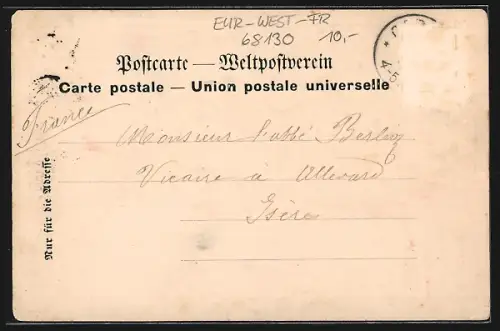 EUR-WEST-FR
68130 10,-
Postcarte — Weltpostverein
Carte postale — Union postale universelle
France
Monsieur l'abbé
Vicaire à Allevard
Isère
Nur für die Adresse